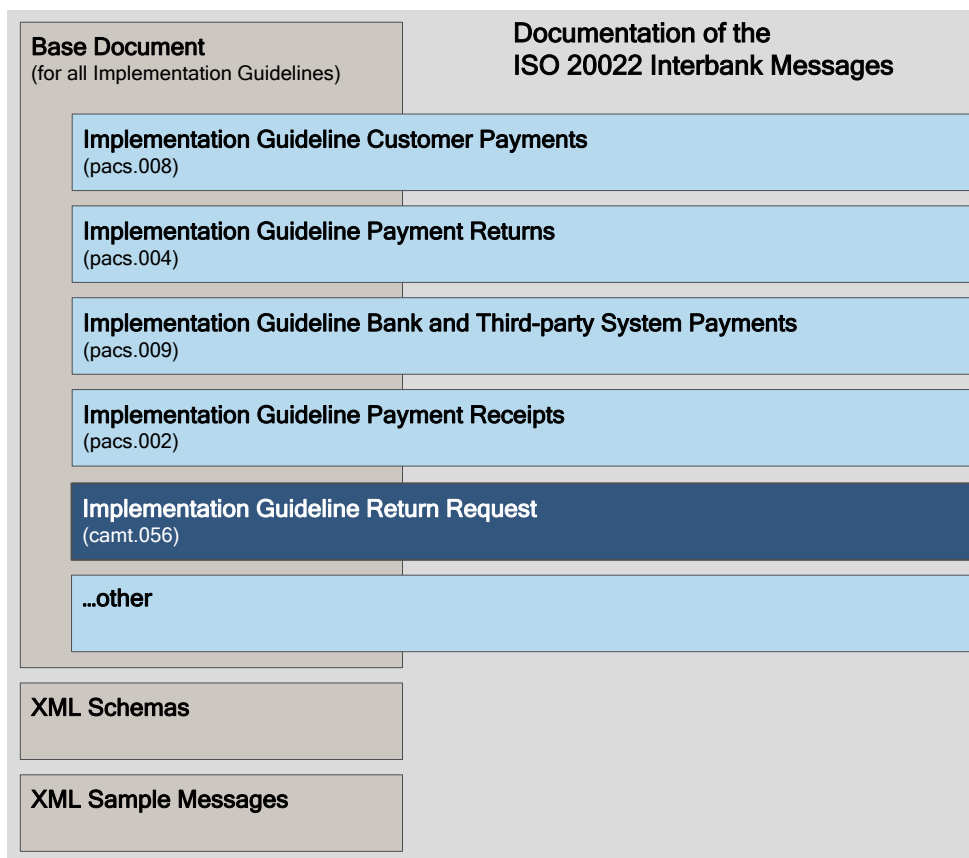 Base Document
(for all Implementation Guidelines)
Documentation of the
ISO 20022 Interbank Messages
Implementation Guideline Customer Payments
(pacs.008)
Implementation Guideline Payment Returns
(pacs.004)
Implementation Guideline Bank and Third-party System Payments
(pacs.009)
Implementation Guideline Payment Receipts
(pacs.002)
Implementation Guideline Return Request
(camt.056)
...other
XML Schemas
XML Sample Messages